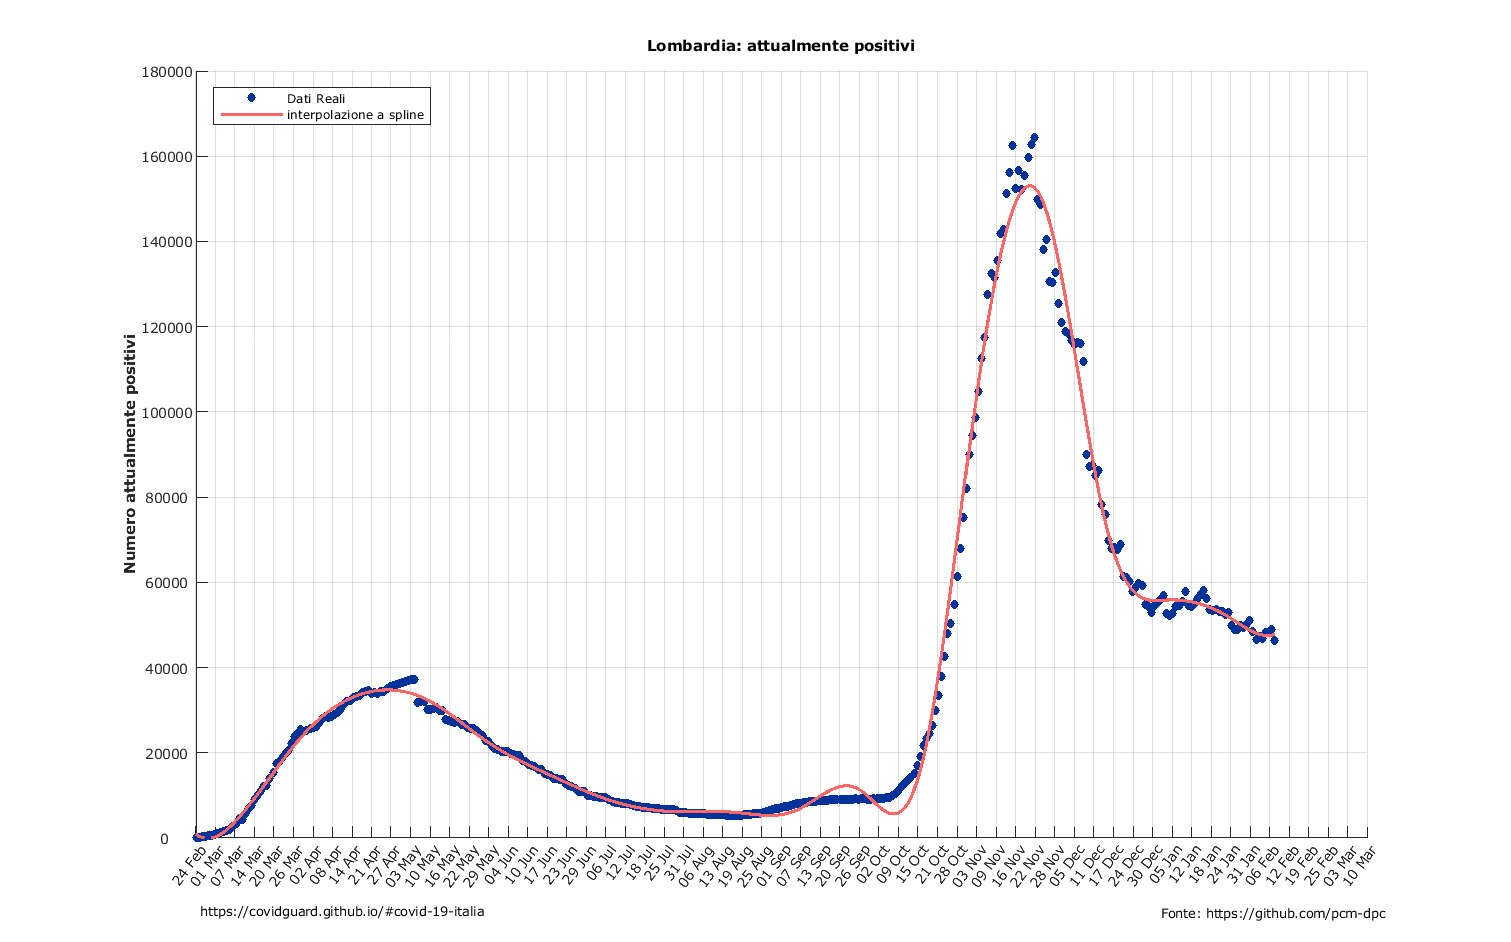 Lombardia: attualmente positivi
Dati Reali
interpolazione a spline
Numero attualmente positivi
180000
160000
140000
120000
100000
80000
60000
40000
20000
0
24 Feb
01 Mar
07 Mar
14 Mar
20 Mar
26 Mar
02 Apr
08 Apr
14 Apr
21 Apr
27 Apr
03 May
10 May
16 May
22 May
29 May
04 Jun
10 Jun
17 Jun
23 Jun
29 Jun
06 Jul
12 Jul
18 Jul
25 Jul
31 Jul
06 Aug
13 Aug
19 Aug
25 Aug
01 Sep
07 Sep
13 Sep
20 Sep
26 Sep
02 Oct
09 Oct
15 Oct
21 Oct
28 Oct
03 Nov
09 Nov
16 Nov
22 Nov
28 Nov
05 Dec
11 Dec
17 Dec
24 Dec
30 Dec
05 Jan
12 Jan
18 Jan
24 Jan
31 Jan
06 Feb
12 Feb
19 Feb
25 Feb
03 Mar
10 Mar
https://covidguard.github.io/#covid-19-italia
Fonte: https://github.com/pcm-dpc